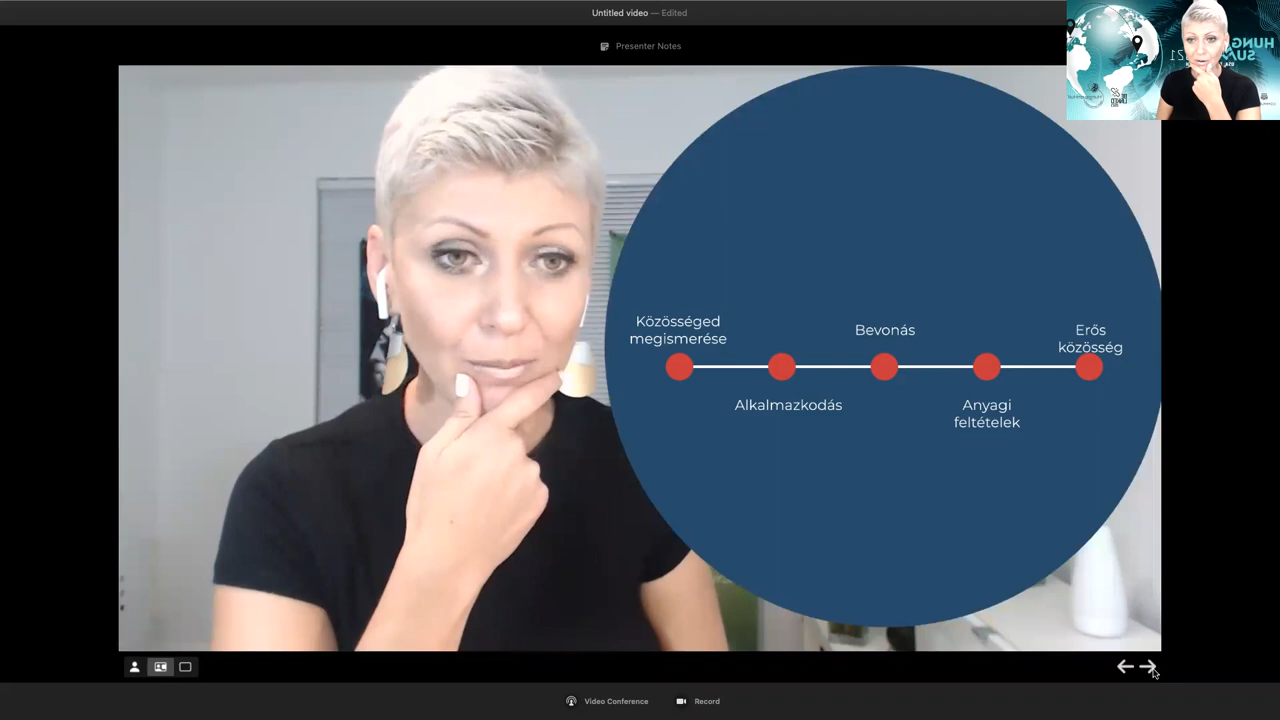 Untitled video — Edited
Presenter Notes
Közösséged
megismerése
Bevonás
Erős
közösség
Alkalmazkodás
Anyagi
feltételek
Video Conference
Record